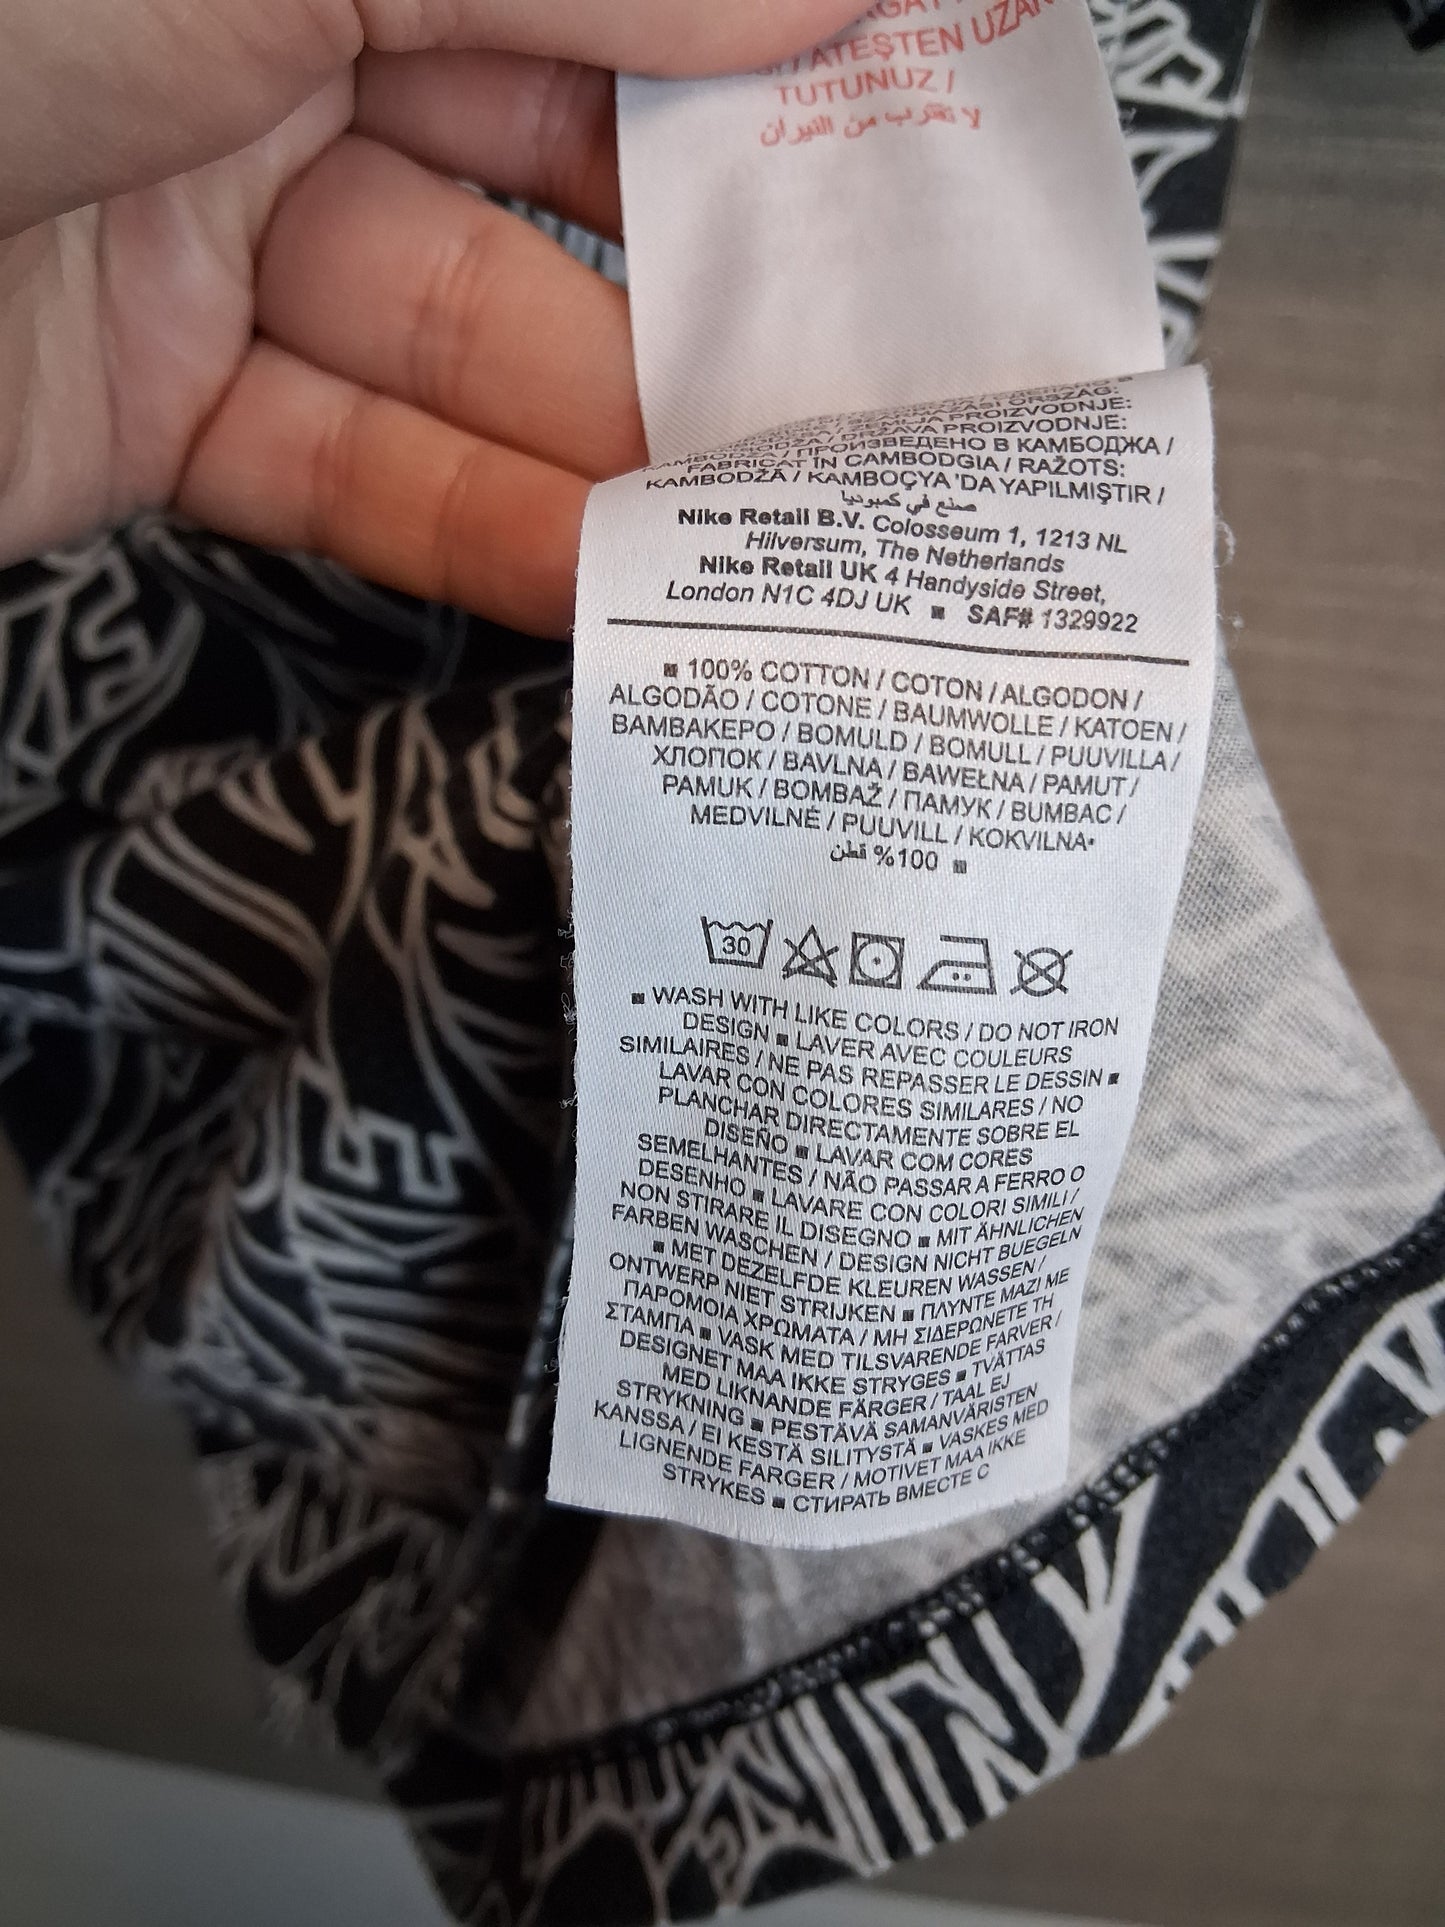 ATEŞTEN UZAK
TUTUNUZ /
لا تقترب من النيران
ORSZÁG:
ZEMLJA PROIZVODNJE:
DRŽAVA PROIZVODNJE:
ПРОИЗВЕДЕНО В КАМБОДЖА /
FABRICAT ÎN CAMBODGIA / RAŽOTS:
KAMBODŽĀ / KAMBOÇYA 'DA YAPILMIŞTIR /
صنع في كمبوديا
Nike Retail B.V. Colosseum 1, 1213 NL
Hilversum, The Netherlands
Nike Retail UK 4 Handyside Street,
London N1C 4DJ UK ■ SAF# 1329922
■ 100% COTTON / COTON / ALGODON /
ALGODÃO / COTONE / BAUMWOLLE / KATOEN /
ΒΑΜΒΑΚΕΡΟ / BOMULD / BOMULL / PUUVILLA /
ХЛОПОК / BAVLNA / BAWEŁNA / PAMUT /
PAMUK / BOMBAŽ / ПАМУК / BUMBAC /
MEDVILNĖ / PUUVILL / KOKVILNA•
100% قطن ■
30
■ WASH WITH LIKE COLORS / DO NOT IRON
DESIGN ■ LAVER AVEC COULEURS
SIMILAIRES / NE PAS REPASSER LE DESSIN ■
LAVAR CON COLORES SIMILARES / NO
PLANCHAR DIRECTAMENTE SOBRE EL
DISEÑO ■ LAVAR COM CORES
SEMELHANTES / NÃO PASSAR A FERRO O
DESENHO ■ LAVARE CON COLORI SIMILI /
NON STIRARE IL DISEGNO ■ MIT ÄHNLICHEN
FARBEN WASCHEN / DESIGN NICHT BUEGELN
■ MET DEZELFDE KLEUREN WASSEN /
ONTWERP NIET STRIJKEN ■ ΠΛΥΝΤΕ ΜΑΖΙ ΜΕ
ΠΑΡΟΜΟΙΑ ΧΡΩΜΑΤΑ / ΜΗ ΣΙΔΕΡΩΝΕΤΕ ΤΗ
ΣΤΑΜΠΑ ■ VASK MED TILSVARENDE FARVER /
DESIGNET MAA IKKE STRYGES ■ TVÄTTAS
MED LIKNANDE FÄRGER / TAAL EJ
STRYKNING ■ PESTÄVÄ SAMANVÄRISTEN
KANSSA / EI KESTÄ SILITYSTÄ ■ VASKES MED
LIGNENDE FARGER / MOTIVET MAA IKKE
STRYKES ■ СТИРАТЬ ВМЕСТЕ С